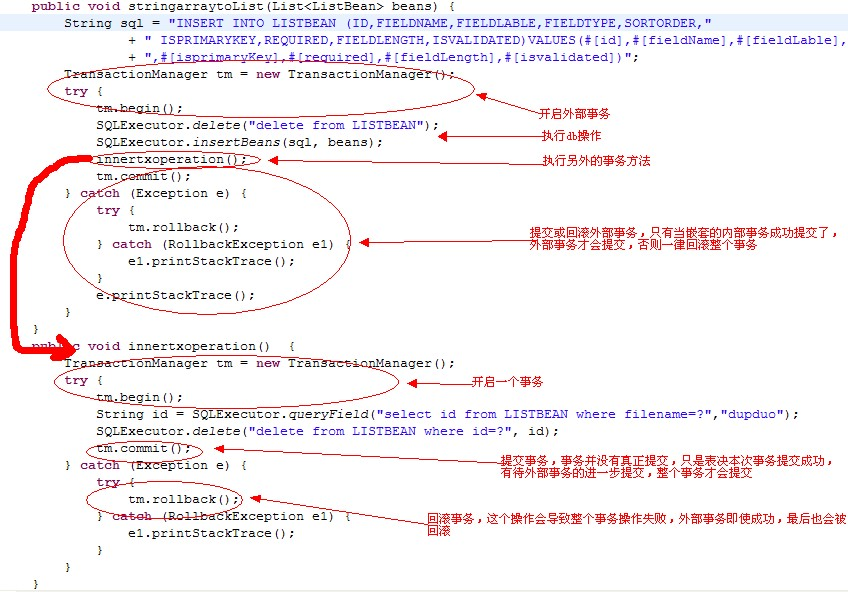 public void stringarraytoList(List<ListBean> beans) {
String sql = "INSERT INTO LISTBEAN (ID,FIELDNAME,FIELDLABLE,FIELDTYPE,SORTORDER,"
+ " ISPRIMARYKEY,REQUIRED,FIELDLENGTH,ISVALIDATED)VALUES(#[id],#[fieldName],#[fieldLable],
+ ",#[isprimaryKey],#[required],#[fieldLength],#[isvalidated])";
TransactionManager tm = new TransactionManager();
try {
tm.begin();
开启外部事务
SQLExecutor.delete("delete from LISTBEAN");
执行db操作
SQLExecutor.insertBeans(sql, beans);
innertxoperation();
执行另外的事务方法
tm.commit();
} catch (Exception e) {
try {
tm.rollback();
提交或回滚外部事务，只有当嵌套的内部事务成功提交了，
外部事务才会提交，否则一律回滚整个事务
} catch (RollbackException e1) {
e1.printStackTrace();
}
e.printStackTrace();
}
}
public void innertxoperation()  {
TransactionManager tm = new TransactionManager();
try {
开启一个事务
tm.begin();
String id = SQLExecutor.queryField("select id from LISTBEAN where filename=?","dupduo");
SQLExecutor.delete("delete from LISTBEAN where id=?", id);
tm.commit();
提交事务，事务并没有真正提交，只是表决本次事务提交成功，
有待外部事务的进一步提交，整个事务才会提交
} catch (Exception e) {
try {
tm.rollback();
回滚事务，这个操作会导致整个事务操作失败，外部事务即使成功，最后也会被
回滚
} catch (RollbackException e1) {
e1.printStackTrace();
}
}
}